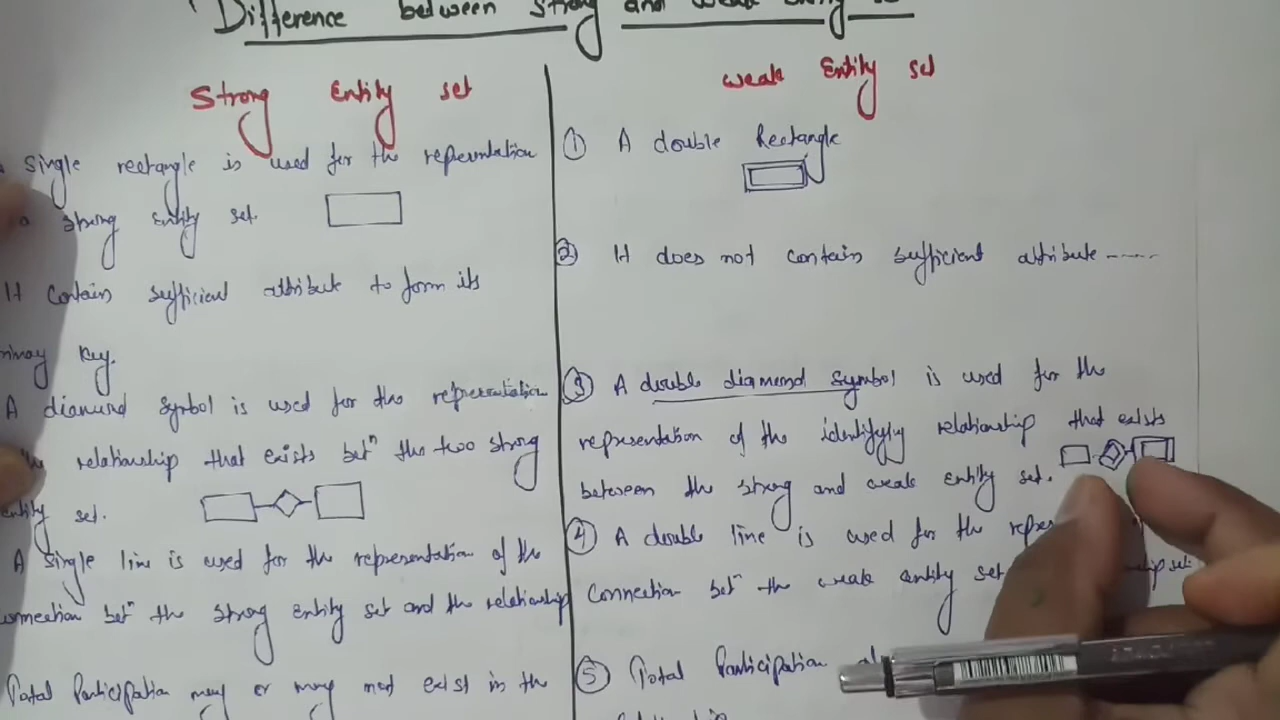 Difference between strong and weak entity
Strong Entity set
Single rectangle is used for the representation
a strong entity set.
It contain sufficient attribute to form its
key.
A diamond symbol is used for the representation
the relationship that exists betn the two strong
entity set.
A single line is used for the representation of the
connection betn the strong entity set and the relationship
Total Participation may or may not exist in the
weak Entity set
① A double Rectangle
② It does not contain sufficient attribute-----
③ A double diamond symbol is used for the
representation of the identifyly relationship that exists
between the strong and weak entity set.
④ A double line is used for the repre
Connection betn the weak entity set
⑤ Total Participation